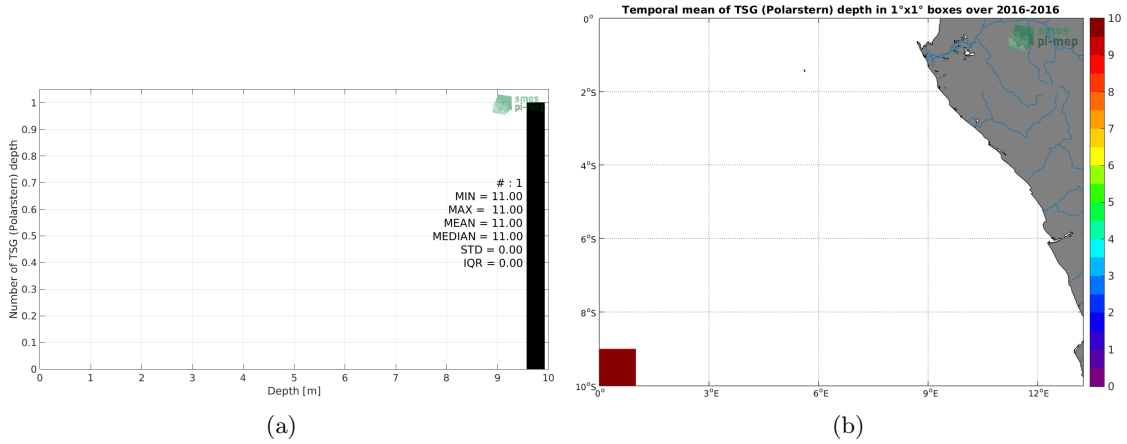 smos
pi-mep
1
0.9
0.8
0.7
0.6
0.5
0.4
0.3
0.2
0.1
0
Number of TSG (Polarstern) depth
# : 1
MIN = 11.00
MAX = 11.00
MEAN = 11.00
MEDIAN = 11.00
STD = 0.00
IQR = 0.00
0 1 2 3 4 5 6 7 8 9 10
Depth [m]
(a)
Temporal mean of TSG (Polarstern) depth in 1°x1° boxes over 2016-2016
smos
pi-mep
0°
2°S
4°S
6°S
8°S
10°S
0° 3°E 6°E 9°E 12°E
10
9
8
7
6
5
4
3
2
1
0
(b)